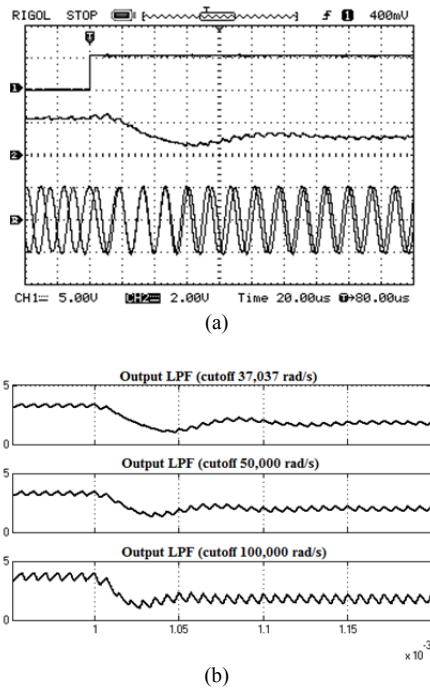 RIGOL STOP T 1 400mV
T
1
2
CH1 5.00V CH2 2.00V Time 20.00us T→80.00us
(a)
Output LPF (cutoff 37,037 rad/s)
5
0
Output LPF (cutoff 50,000 rad/s)
5
0
Output LPF (cutoff 100,000 rad/s)
5
0
1 1.05 1.1 1.15
x 10
(b)